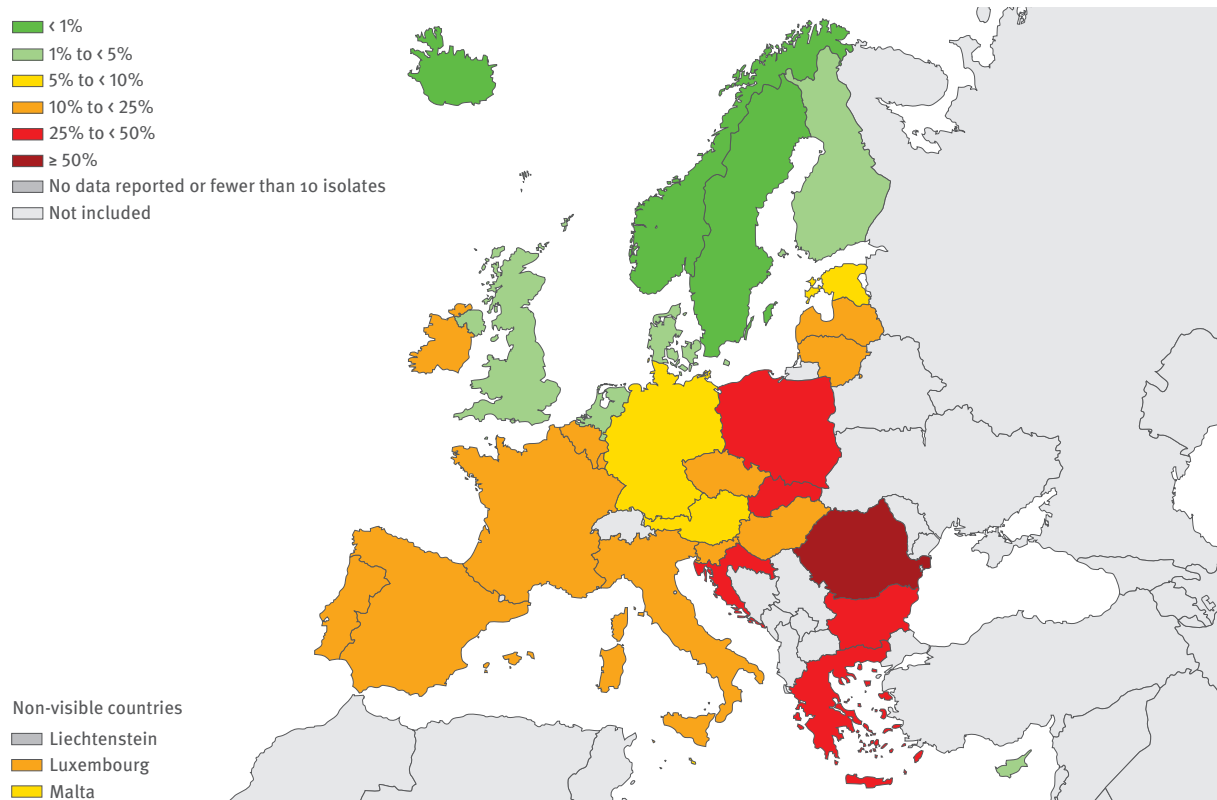 < 1%
1% to < 5%
5% to < 10%
10% to < 25%
25% to < 50%
≥ 50%
No data reported or fewer than 10 isolates
Not included
Non-visible countries
Liechtenstein
Luxembourg
Malta